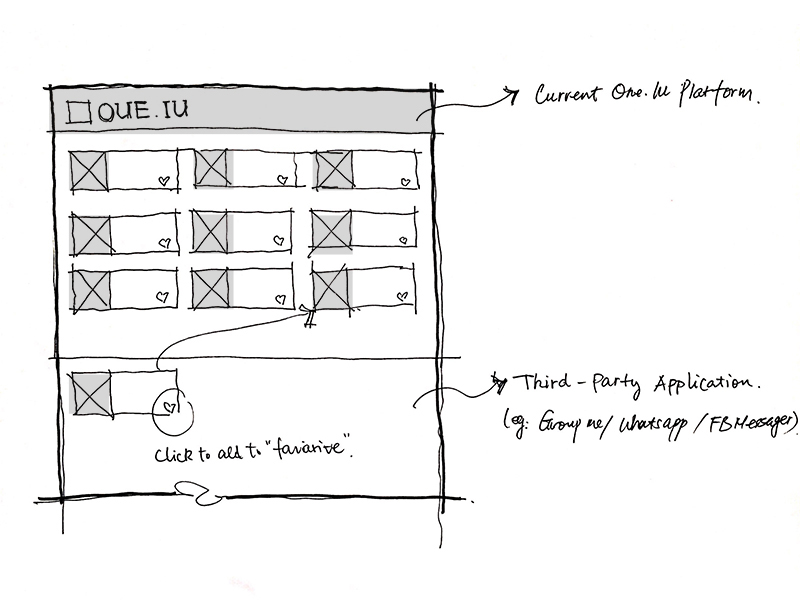 OUE.IU
Current One.IU Platform.
Third-Party Application.
(eg: Group me/ Whatsapp / FB Messager)
Click to add to "favarive".